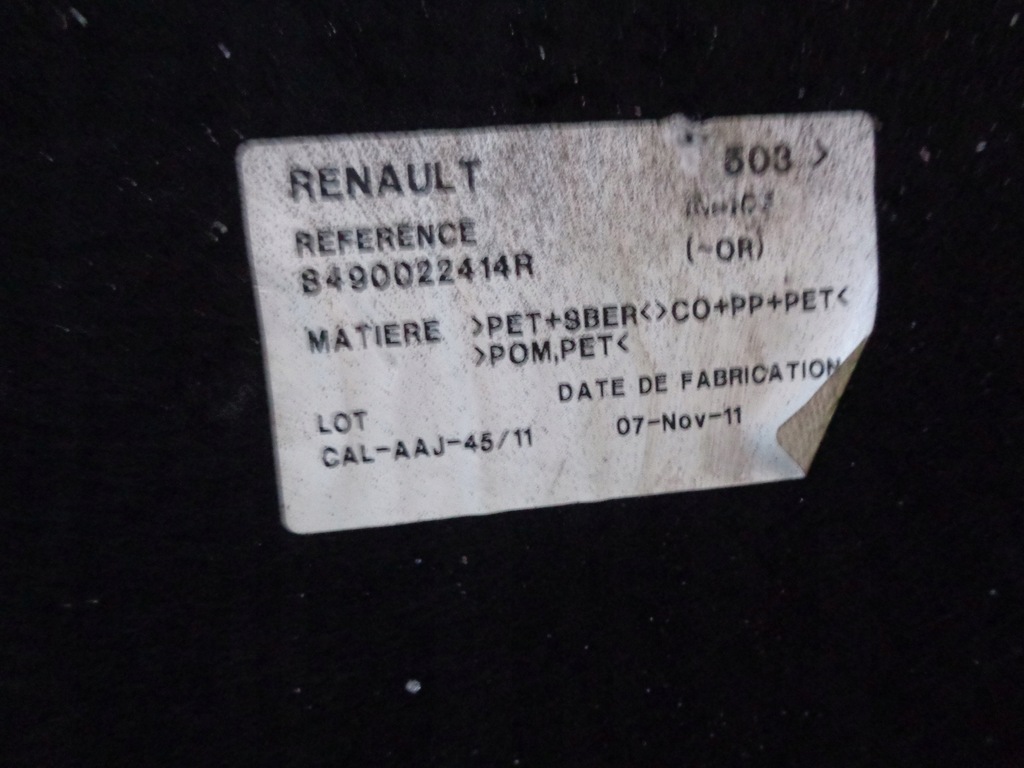 RENAULT 503 >
REFERENCE
8490022414R
(~OR)
MATIERE >PET+SBER<>CO+PP+PET<
>POM,PET<
DATE DE FABRICATION
LOT 07-Nov-11
CAL-AAJ-45/11